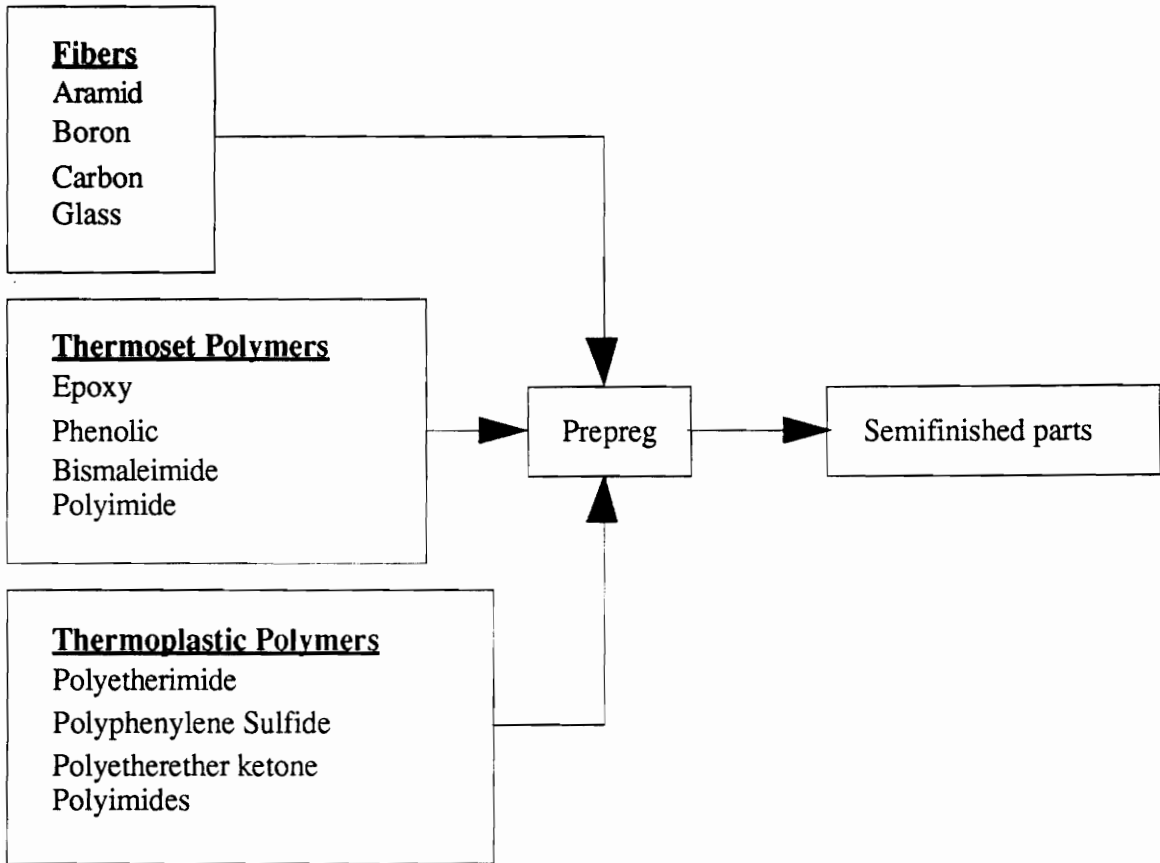 Fibers
Aramid
Boron
Carbon
Glass
Thermoset Polymers
Epoxy
Phenolic
Bismaleimide
Polyimide
Prepreg
Semifinished parts
Thermoplastic Polymers
Polyetherimide
Polyphenylene Sulfide
Polyetherether ketone
Polyimides